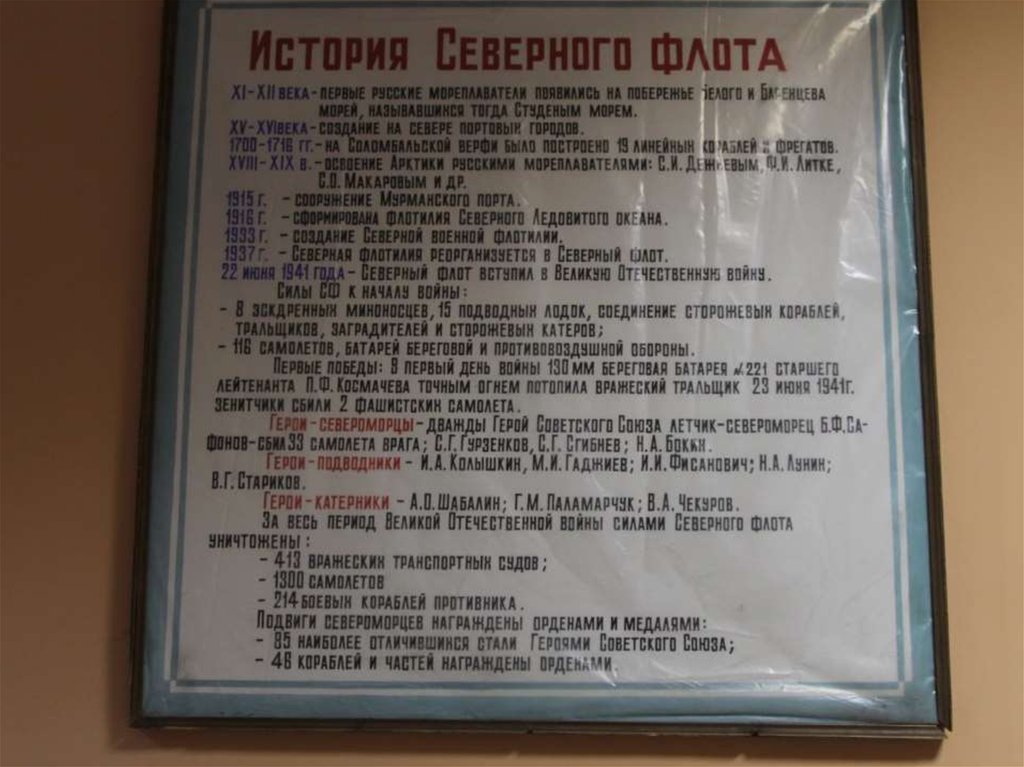 История Северного флота
XI-XII века - первые русские мореплаватели появились на побережье Белого и Баренцева
морей, называвшихся тогда Студеным морем.
XV-XVI века - создание на севере портовых городов.
1700-1716 гг. - на Соломбальской верфи было построено 19 линейных кораблей и фрегатов.
XVIII-XIX в. - освоение Арктики русскими мореплавателями: С.И. Дежневым, Ф.И. Литке,
С.О. Макаровым и др.
1915 г. - сооружение Мурманского порта.
1916 г. - сформирована флотилия Северного Ледовитого океана.
1933 г. - создание Северной военной флотилии.
1937 г. - Северная флотилия реорганизуется в Северный флот.
22 июня 1941 года - Северный флот вступил в Великую Отечественную войну.
Силы СФ к началу войны:
- 8 эскдренных миноносцев, 15 подводных лодок, соединение сторожевых кораблей,
тральщиков, заградителей и сторожевых катеров;
- 116 самолетов, батарей береговой и противовоздушной обороны.
Первые победы: В первый день войны 130 мм береговая батарея №221 старшего
лейтенанта П.Ф. Космачева точным огнем потопила вражеский тральщик 23 июня 1941г.
зенитчики сбили 2 фашистских самолета.
Герои-североморцы - дважды Герой Советского Союза летчик-североморец Б.Ф. Са-
фонов - сбил 33 самолета врага; С.Г. Гурзенков, С.Г. Сгибнев; Н.А. Бокий.
Герои-подводники - И.А. Колышкин, М.И. Гаджиев; И.И. Фисанович; Н.А. Лунин;
В.Г. Стариков.
Герои-катерники - А.О. Шабалин; Г.М. Паламарчук; В.А. Чекуров.
За весь период Великой Отечественной войны силами Северного флота
уничтожены:
- 413 вражеских транспортных судов;
- 1300 самолетов
- 214 боевых кораблей противника.
Подвиги североморцев награждены орденами и медалями:
- 85 наиболее отличившихся стали Героями Советского Союза;
- 46 кораблей и частей награждены орденами.